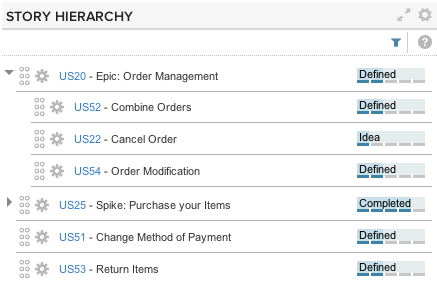 STORY HIERARCHY
?
US20 - Epic: Order Management Defined
US52 - Combine Orders Defined
US22 - Cancel Order Idea
US54 - Order Modification Defined
US25 - Spike: Purchase your Items Completed
US51 - Change Method of Payment Defined
US53 - Return Items Defined